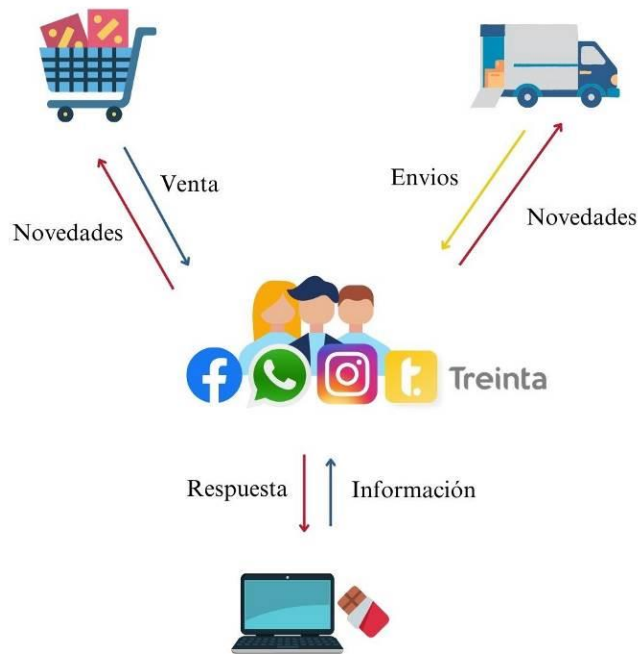 Venta
Novedades
Envios
Novedades
Treinta
Respuesta
Información